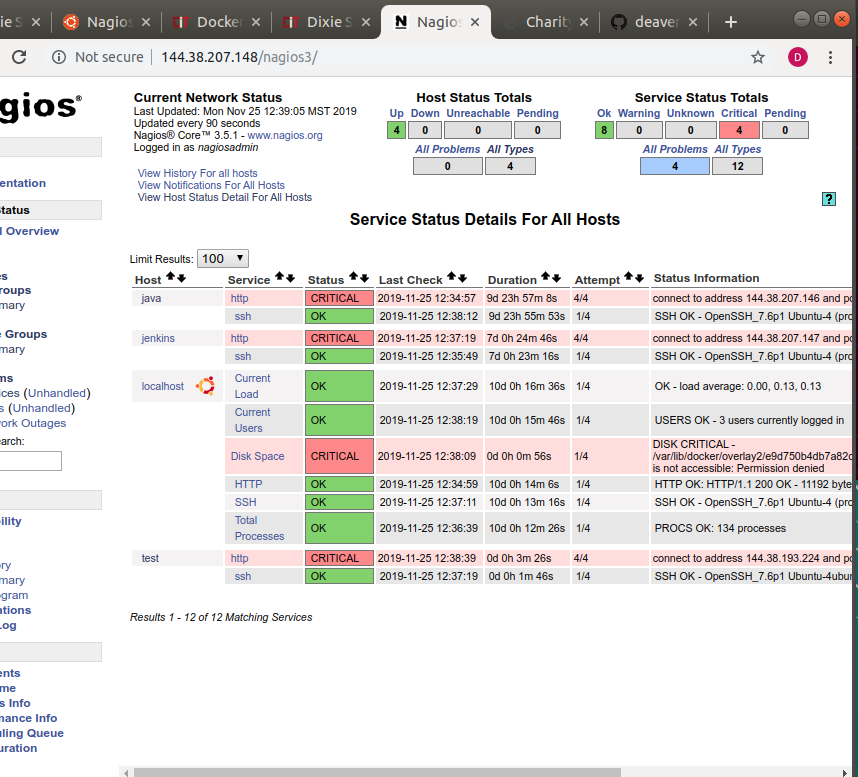 ie S
Nagios
Docker
Dixie S
Nagios
Charity
deaver
Not secure 144.38.207.148/nagios3/
D
agios®
Current Network Status
Last Updated: Mon Nov 25 12:39:05 MST 2019
Updated every 90 seconds
Nagios® Core™ 3.5.1 - www.nagios.org
Logged in as nagiosadmin
View History For all hosts
View Notifications For All Hosts
View Host Status Detail For All Hosts
Host Status Totals
Up Down Unreachable Pending
4 0 0 0
All Problems All Types
0 4
Service Status Totals
Ok Warning Unknown Critical Pending
8 0 0 4 0
All Problems All Types
4 12
?
Service Status Details For All Hosts
Limit Results: 100
Host Service Status Last Check Duration Attempt Status Information
java http CRITICAL 2019-11-25 12:34:57 9d 23h 57m 8s 4/4 connect to address 144.38.207.146 and po
ssh OK 2019-11-25 12:38:12 9d 23h 55m 53s 1/4 SSH OK - OpenSSH_7.6p1 Ubuntu-4 (pro
jenkins http CRITICAL 2019-11-25 12:37:19 7d 0h 24m 46s 4/4 connect to address 144.38.207.147 and po
ssh OK 2019-11-25 12:35:49 7d 0h 23m 16s 1/4 SSH OK - OpenSSH_7.6p1 Ubuntu-4 (pro
localhost Current Load OK 2019-11-25 12:37:29 10d 0h 16m 36s 1/4 OK - load average: 0.00, 0.13, 0.13
Current Users OK 2019-11-25 12:38:19 10d 0h 15m 46s 1/4 USERS OK - 3 users currently logged in
Disk Space CRITICAL 2019-11-25 12:38:09 0d 0h 0m 56s 1/4 DISK CRITICAL -
/var/lib/docker/overlay2/e9d750b4db7a82c
is not accessible: Permission denied
HTTP OK 2019-11-25 12:34:59 10d 0h 14m 6s 1/4 HTTP OK: HTTP/1.1 200 OK - 11192 byte
SSH OK 2019-11-25 12:37:11 10d 0h 13m 16s 1/4 SSH OK - OpenSSH_7.6p1 Ubuntu-4 (pro
Total Processes OK 2019-11-25 12:36:39 10d 0h 12m 26s 1/4 PROCS OK: 134 processes
test http CRITICAL 2019-11-25 12:38:39 0d 0h 3m 26s 4/4 connect to address 144.38.193.224 and po
ssh OK 2019-11-25 12:37:19 0d 0h 1m 46s 1/4 SSH OK - OpenSSH_7.6p1 Ubuntu-4ubun
Results 1 - 12 of 12 Matching Services
entation
Status
l Overview
es
roups
mary
e Groups
mary
ms
ices (Unhandled)
s (Unhandled)
work Outages
earch:
bility
ory
mary
ogram
ations
Log
ents
me
s Info
mance Info
uling Queue
uration